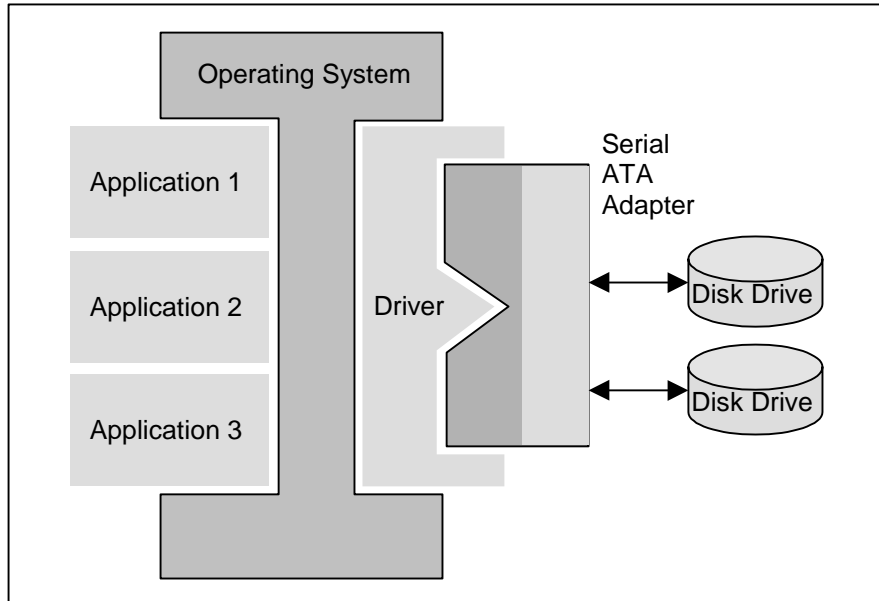 Operating System
Application 1
Application 2
Application 3
Driver
Serial
ATA
Adapter
Disk Drive
Disk Drive